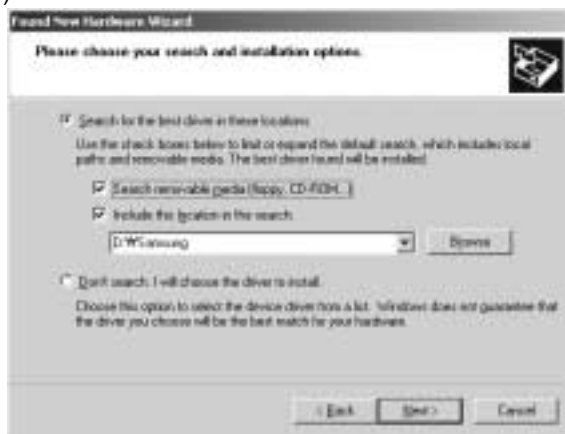 )
Found New Hardware Wizard
Please choose your search and installation options.
Search for the best driver in these locations.
Use the check boxes below to limit or expand the default search, which includes local
paths and removable media. The best driver found will be installed.
Search removable media (floppy, CD-ROM...)
Include this location in the search:
D:₩Samsung
Browse
Don't search. I will choose the driver to install.
Choose this option to select the device driver from a list. Windows does not guarantee that
the driver you choose will be the best match for your hardware.
< Back
Next >
Cancel